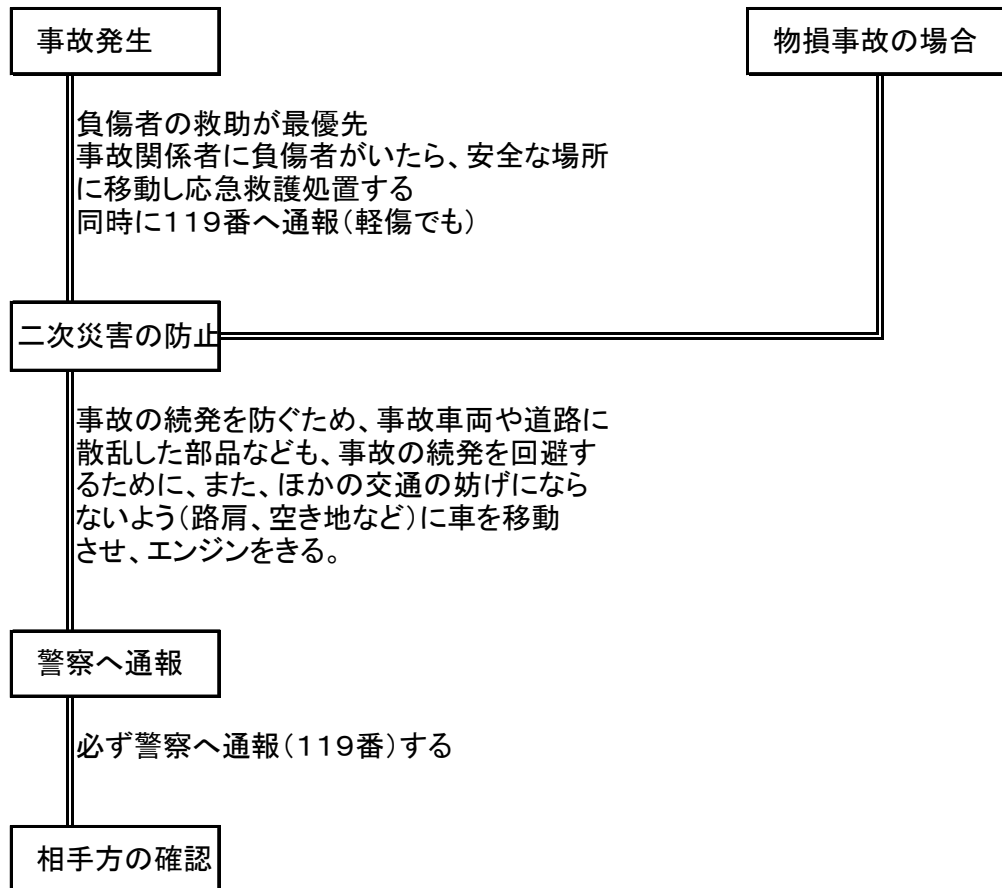 事故発生
物損事故の場合
負傷者の救助が最優先
事故関係者に負傷者がいたら、安全な場所
に移動し応急救護処置する
同時に119番へ通報(軽傷でも)
二次災害の防止
事故の続発を防ぐため、事故車両や道路に
散乱した部品なども、事故の続発を回避す
るために、また、ほかの交通の妨げになら
ないよう(路肩、空き地など)に車を移動
させ、エンジンをきる。
警察へ通報
必ず警察へ通報(119番)する
相手方の確認